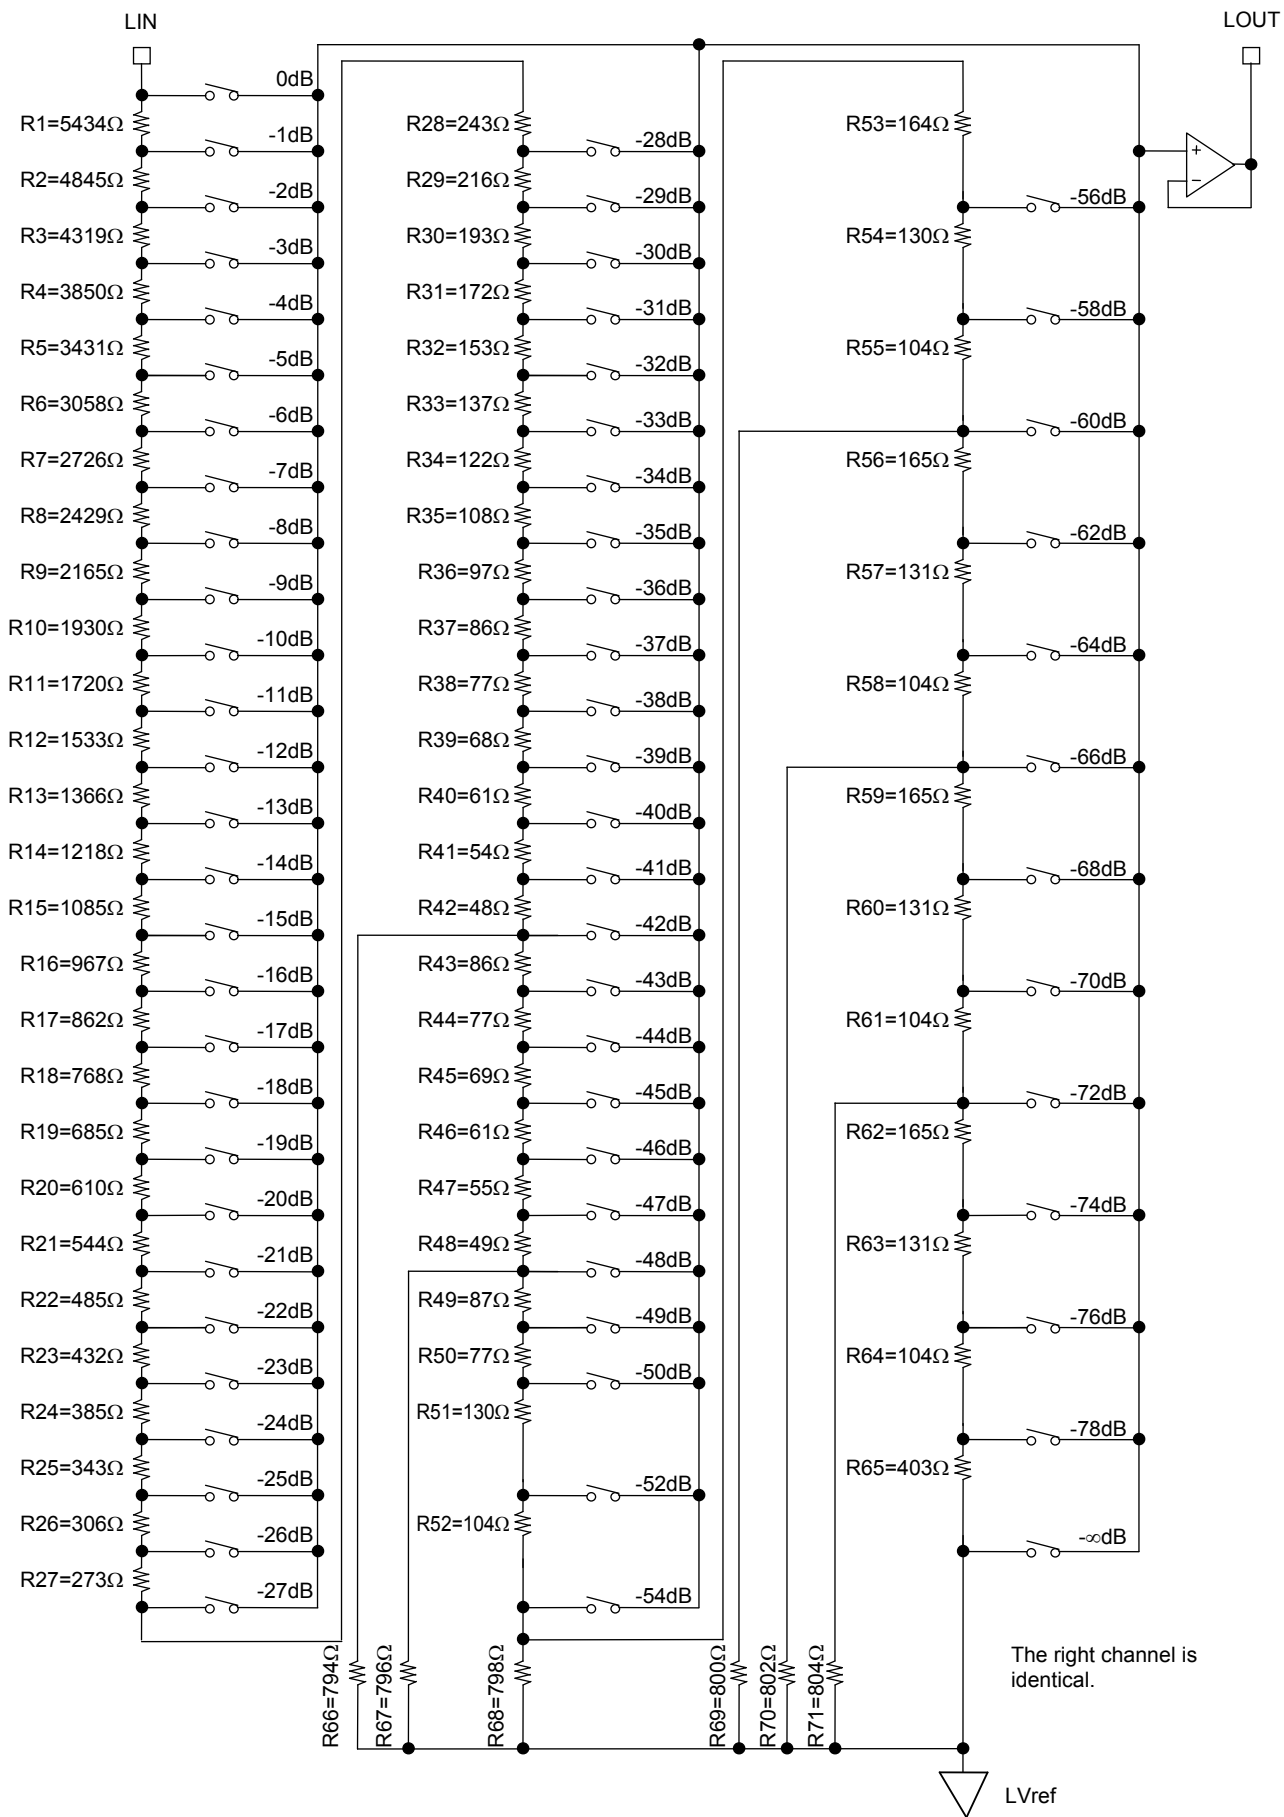 LIN
LOUT
0dB
R1=5434Ω
-1dB
R2=4845Ω
-2dB
R3=4319Ω
-3dB
R4=3850Ω
-4dB
R5=3431Ω
-5dB
R6=3058Ω
-6dB
R7=2726Ω
-7dB
R8=2429Ω
-8dB
R9=2165Ω
-9dB
R10=1930Ω
-10dB
R11=1720Ω
-11dB
R12=1533Ω
-12dB
R13=1366Ω
-13dB
R14=1218Ω
-14dB
R15=1085Ω
-15dB
R16=967Ω
-16dB
R17=862Ω
-17dB
R18=768Ω
-18dB
R19=685Ω
-19dB
R20=610Ω
-20dB
R21=544Ω
-21dB
R22=485Ω
-22dB
R23=432Ω
-23dB
R24=385Ω
-24dB
R25=343Ω
-25dB
R26=306Ω
-26dB
R27=273Ω
-27dB
R28=243Ω
-28dB
R29=216Ω
-29dB
R30=193Ω
-30dB
R31=172Ω
-31dB
R32=153Ω
-32dB
R33=137Ω
-33dB
R34=122Ω
-34dB
R35=108Ω
-35dB
R36=97Ω
-36dB
R37=86Ω
-37dB
R38=77Ω
-38dB
R39=68Ω
-39dB
R40=61Ω
-40dB
R41=54Ω
-41dB
R42=48Ω
-42dB
R43=86Ω
-43dB
R44=77Ω
-44dB
R45=69Ω
-45dB
R46=61Ω
-46dB
R47=55Ω
-47dB
R48=49Ω
-48dB
R49=87Ω
-49dB
R50=77Ω
-50dB
R51=130Ω
-52dB
R52=104Ω
-54dB
R53=164Ω
+
−
-56dB
R54=130Ω
-58dB
R55=104Ω
-60dB
R56=165Ω
-62dB
R57=131Ω
-64dB
R58=104Ω
-66dB
R59=165Ω
-68dB
R60=131Ω
-70dB
R61=104Ω
-72dB
R62=165Ω
-74dB
R63=131Ω
-76dB
R64=104Ω
-78dB
R65=403Ω
-∞dB
R66=794Ω
R67=796Ω
R68=798Ω
R69=800Ω
R70=802Ω
R71=804Ω
The right channel is
identical.
LVref